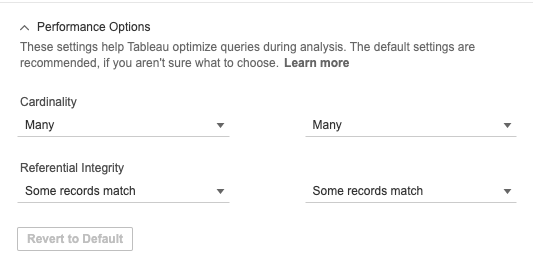 Performance Options
These settings help Tableau optimize queries during analysis. The default settings are
recommended, if you aren't sure what to choose. Learn more
Cardinality
Many Many
Referential Integrity
Some records match Some records match
Revert to Default